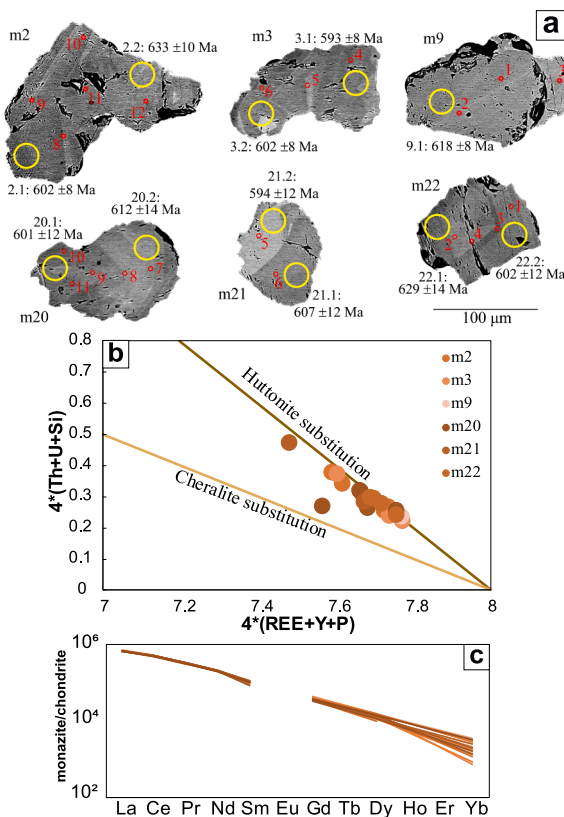 a
m2
2.2: 633 ±10 Ma
10
9
11
12
8
2.1: 602 ±8 Ma
m3
3.1: 593 ±8 Ma
4
5
6
3.2: 602 ±8 Ma
m9
1
2
9.1: 618 ±8 Ma
20.1:
601 ±12 Ma
20.2:
612 ±14 Ma
10
11
9
8
7
m20
21.2:
594 ±12 Ma
5
6
m21
21.1:
607 ±12 Ma
m22
1
3
4
2
22.1:
629 ±14 Ma
22.2:
602 ±12 Ma
100 µm
b
4*(Th+U+Si)
0.8
0.7
0.6
0.5
0.4
0.3
0.2
0.1
0
Huttonite substitution
Cheralite substitution
m2
m3
m9
m20
m21
m22
7
7.2
7.4
7.6
7.8
8
4*(REE+Y+P)
c
monazite/chondrite
10⁶
10⁴
10²
La Ce Pr Nd Sm Eu Gd Tb Dy Ho Er Yb